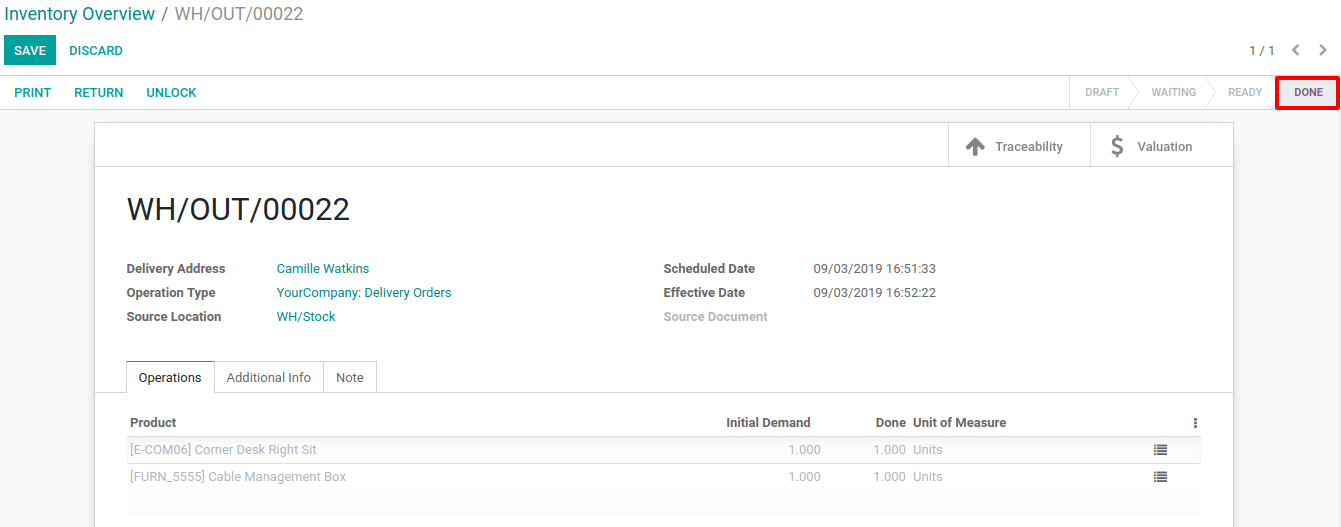 Inventory Overview / WH/OUT/00022
SAVE DISCARD 1 / 1
PRINT RETURN UNLOCK DRAFT WAITING READY DONE
Traceability $ Valuation
WH/OUT/00022
Delivery Address Camille Watkins Scheduled Date 09/03/2019 16:51:33
Operation Type YourCompany: Delivery Orders Effective Date 09/03/2019 16:52:22
Source Location WH/Stock Source Document
Operations Additional Info Note
Product Initial Demand Done Unit of Measure
[E-COM06] Corner Desk Right Sit 1.000 1.000 Units
[FURN_5555] Cable Management Box 1.000 1.000 Units